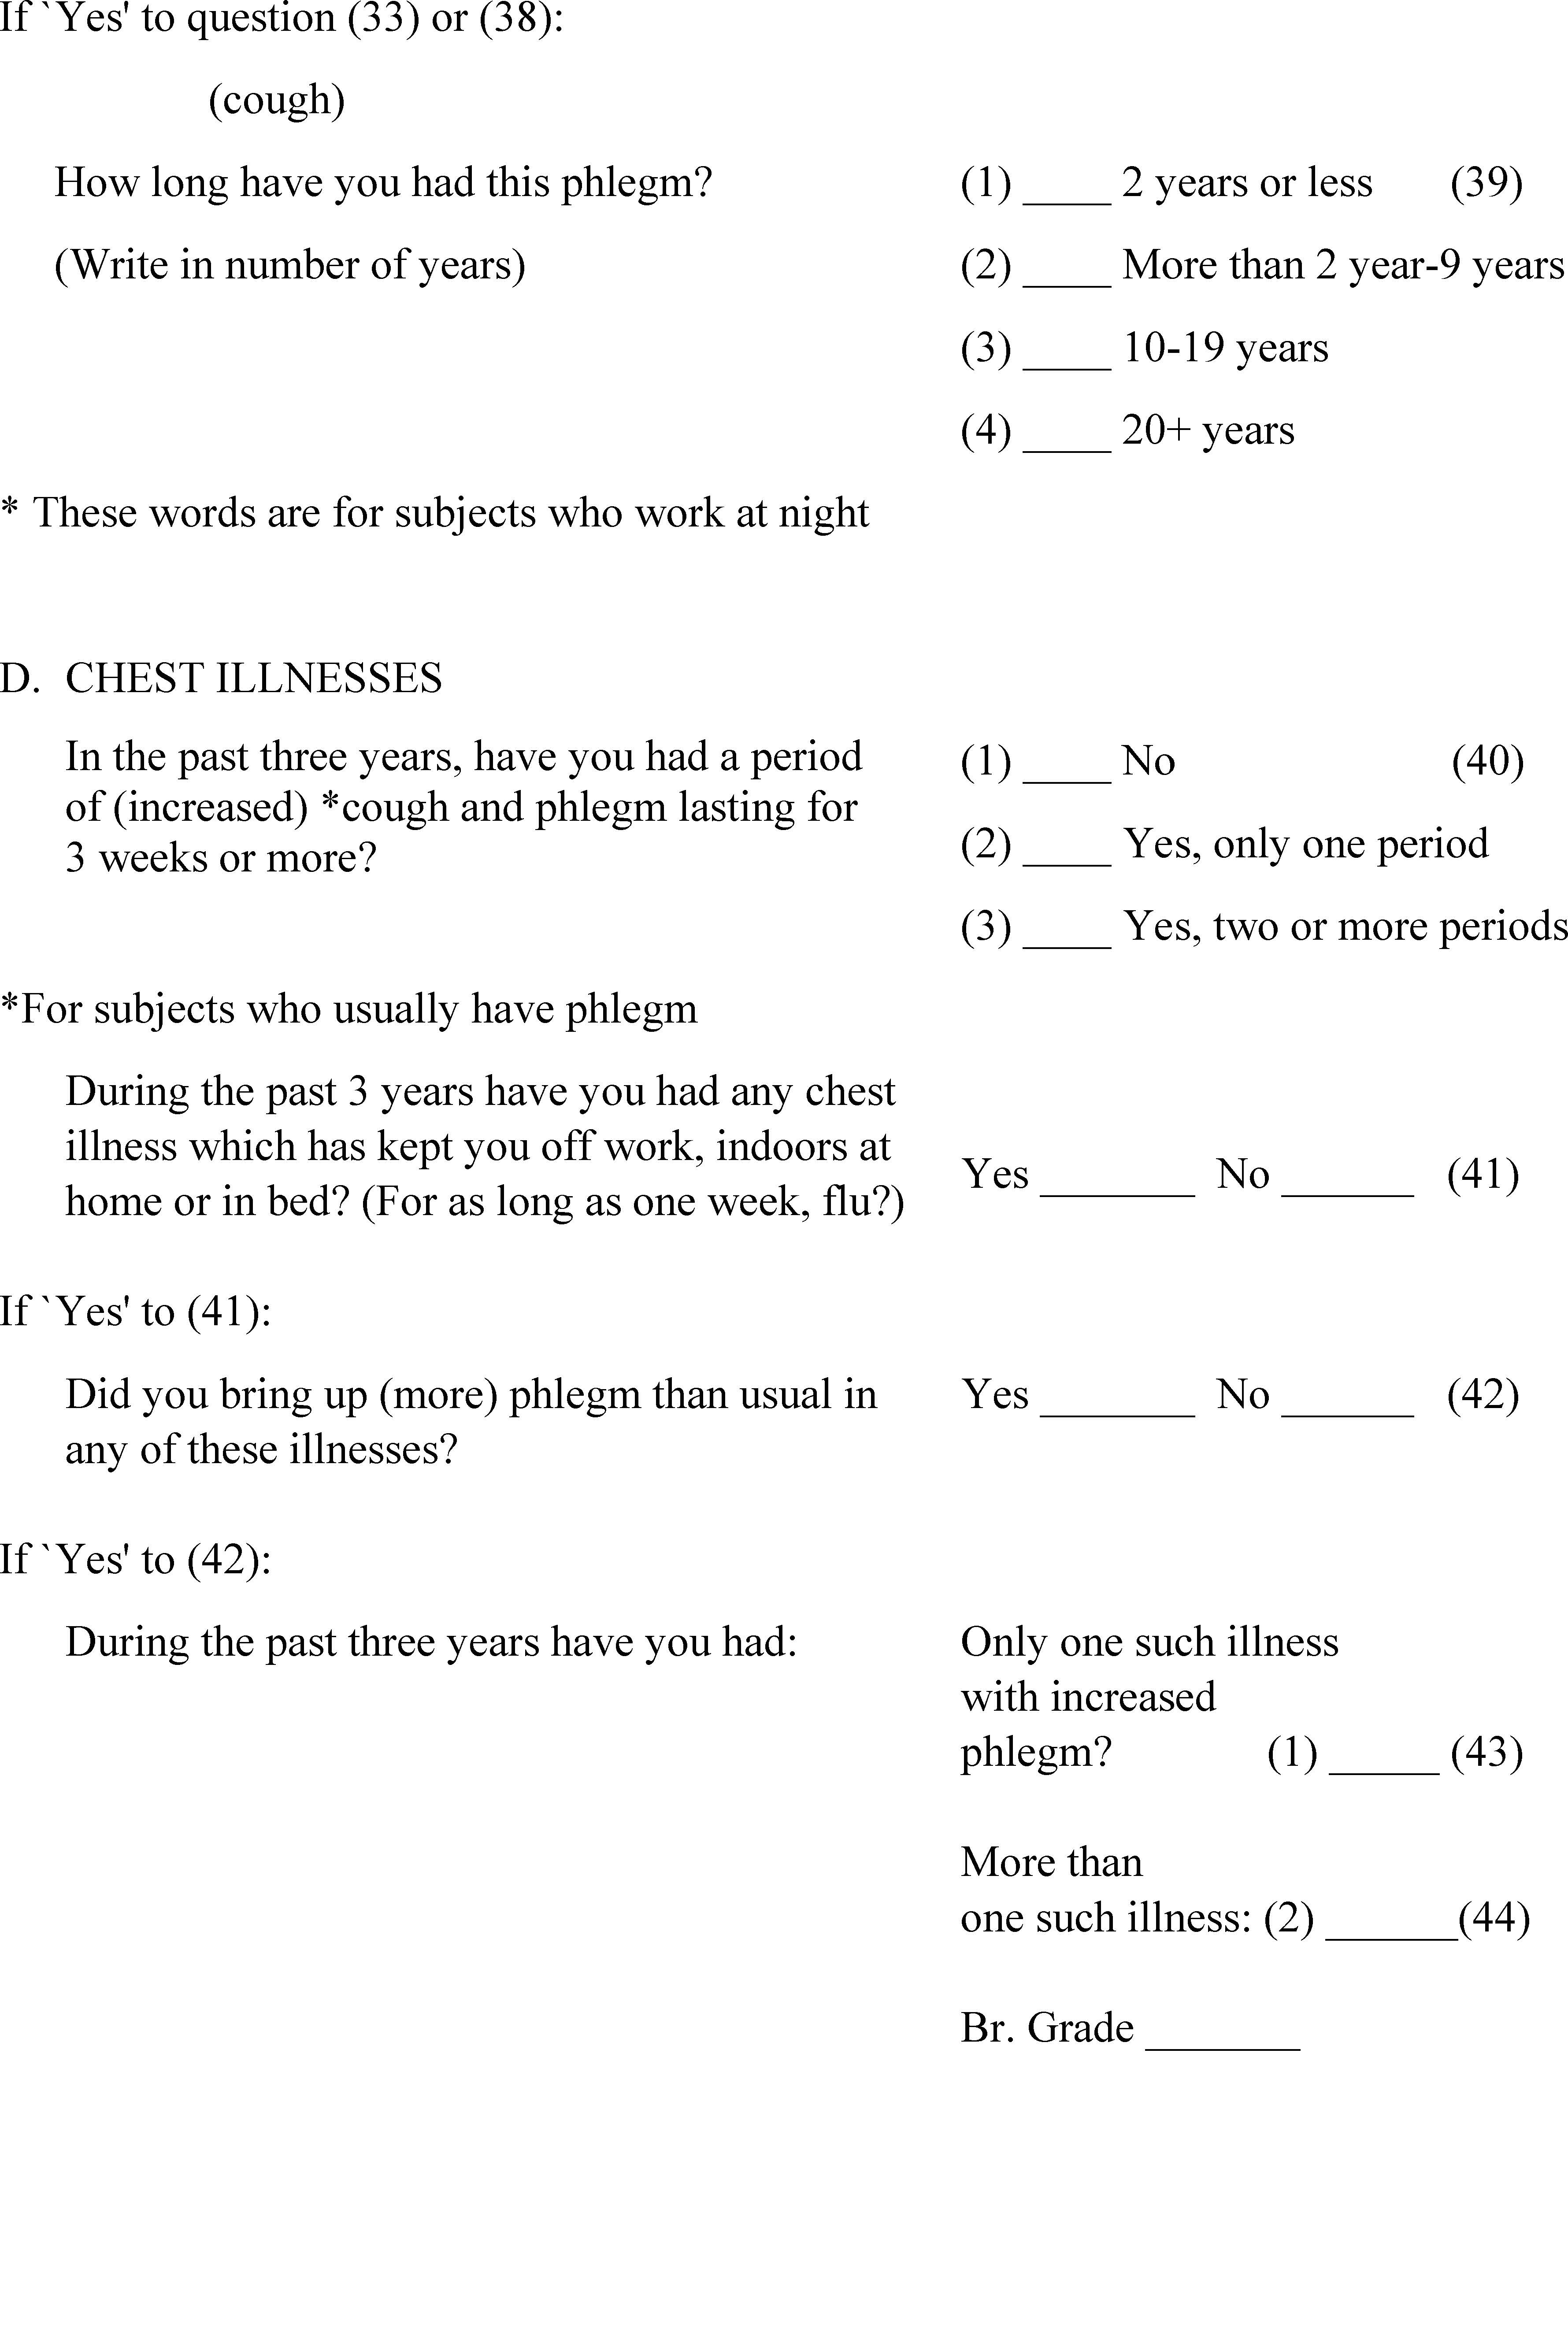 If `Yes' to question (33) or (38):
(cough)
How long have you had this phlegm? (1) ____ 2 years or less (39)
(Write in number of years) (2) ____ More than 2 year-9 years
(3) ____ 10-19 years
(4) ____ 20+ years
* These words are for subjects who work at night
D. CHEST ILLNESSES
In the past three years, have you had a period (1) ____ No (40)
of (increased) *cough and phlegm lasting for
3 weeks or more? (2) ____ Yes, only one period
(3) ____ Yes, two or more periods
*For subjects who usually have phlegm
During the past 3 years have you had any chest
illness which has kept you off work, indoors at
home or in bed? (For as long as one week, flu?) Yes _______ No ______ (41)
If `Yes' to (41):
Did you bring up (more) phlegm than usual in Yes _______ No ______ (42)
any of these illnesses?
If `Yes' to (42):
During the past three years have you had: Only one such illness
with increased
phlegm? (1) _____ (43)
More than
one such illness: (2) ______(44)
Br. Grade _______